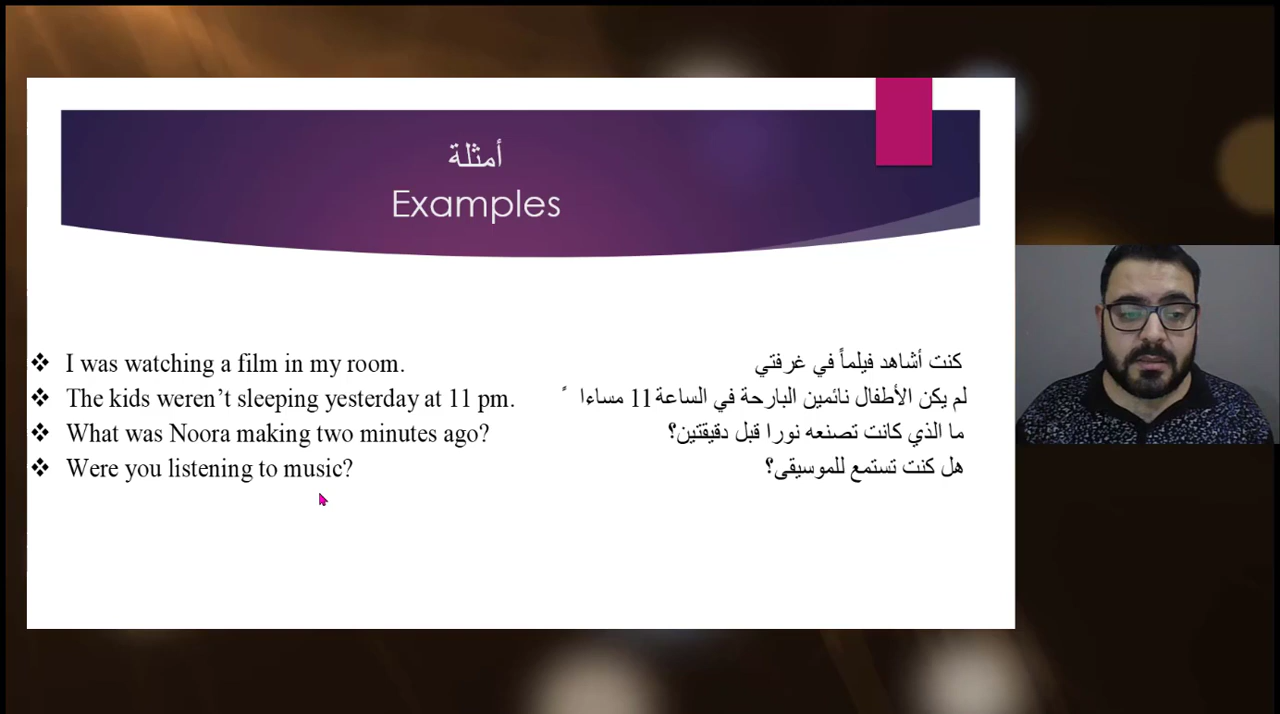 أمثلة
Examples
❖ I was watching a film in my room.
كنت أشاهد فيلماً في غرفتي
❖ The kids weren’t sleeping yesterday at 11 pm.
لم يكن الأطفال نائمين البارحة في الساعة 11 مساءا ً
❖ What was Noora making two minutes ago?
ما الذي كانت تصنعه نورا قبل دقيقتين؟
❖ Were you listening to music?
هل كنت تستمع للموسيقى؟